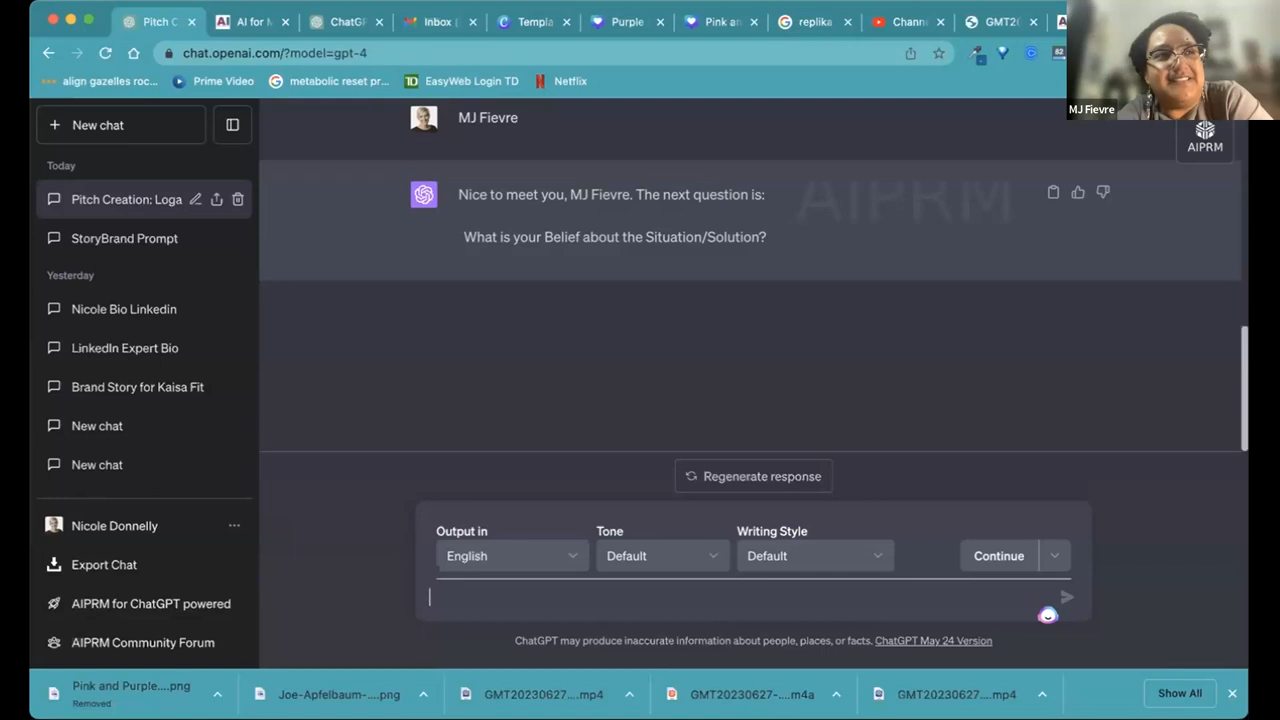 Pitch C
AI for M
ChatGP
Inbox (
Templa
Purple
Pink an
replika
Chann
GMT20
chat.openai.com/?model=gpt-4
82
align gazelles roc...
Prime Video
metabolic reset pr...
EasyWeb Login TD
Netflix
MJ Fievre
New chat
MJ Fievre
AIPRM
Today
Pitch Creation: Loga
Nice to meet you, MJ Fievre. The next question is:
AIPRM
StoryBrand Prompt
What is your Belief about the Situation/Solution?
Yesterday
Nicole Bio Linkedin
LinkedIn Expert Bio
Brand Story for Kaisa Fit
New chat
New chat
Regenerate response
Nicole Donnelly
Output in
Tone
Writing Style
English
Default
Default
Continue
Export Chat
AIPRM for ChatGPT powered
AIPRM Community Forum
ChatGPT may produce inaccurate information about people, places, or facts. ChatGPT May 24 Version
Pink and Purple....png
Removed
Joe-Apfelbaum-....png
GMT20230627....mp4
GMT20230627-....m4a
GMT20230627....mp4
Show All